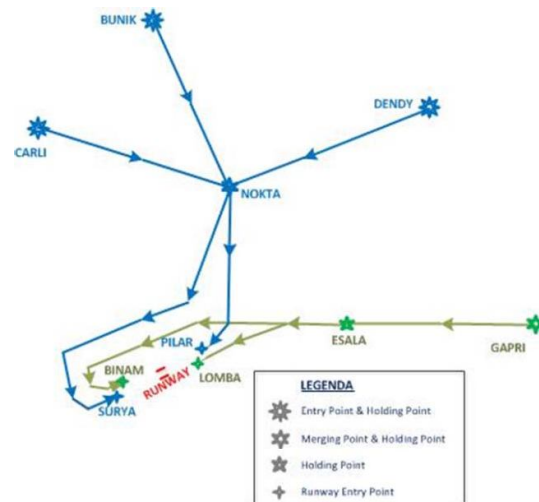 BUNIK
DENDY
CARLI
NOKTA
ESALA
GAPRI
PILAR
BINAM
RUNWAY
LOMBA
SURYA
LEGENDA
Entry Point & Holding Point
Merging Point & Holding Point
Holding Point
Runway Entry Point